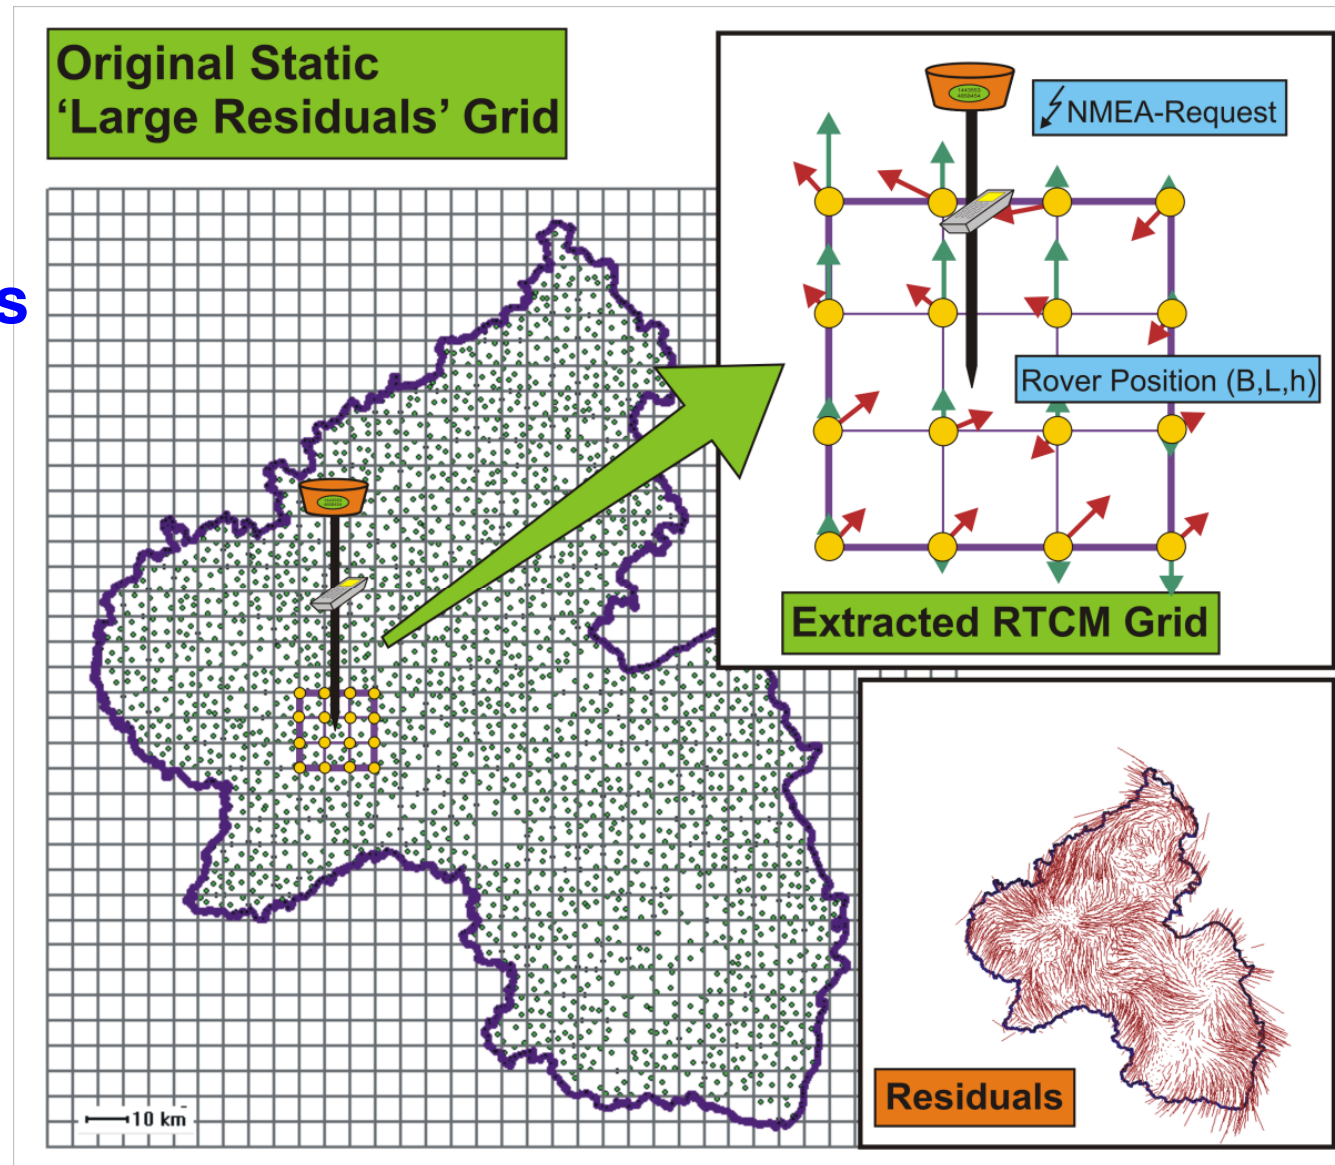 Original Static
‘Large Residuals’ Grid
s
NMEA-Request
Rover Position (B,L,h)
Extracted RTCM Grid
Residuals
10 km